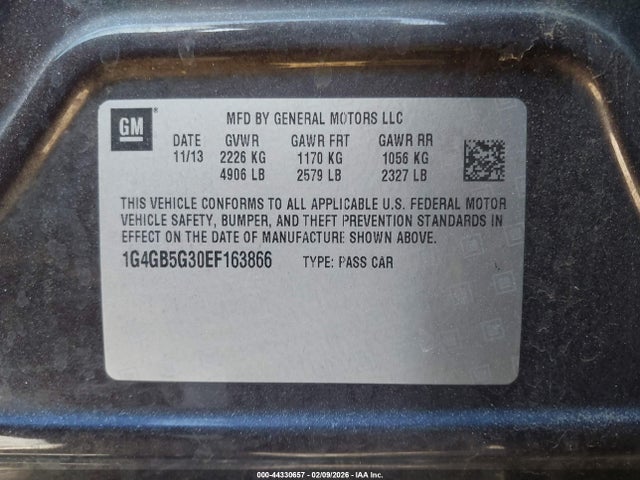 GM
MFD BY GENERAL MOTORS LLC
DATE GVWR GAWR FRT GAWR RR
11/13 2226 KG 1170 KG 1056 KG
4906 LB 2579 LB 2327 LB
THIS VEHICLE CONFORMS TO ALL APPLICABLE U.S. FEDERAL MOTOR
VEHICLE SAFETY, BUMPER, AND THEFT PREVENTION STANDARDS IN
EFFECT ON THE DATE OF MANUFACTURE SHOWN ABOVE.
1G4GB5G30EF163866 TYPE: PASS CAR
000-44330657 - 02/09/2026 - IAA Inc.